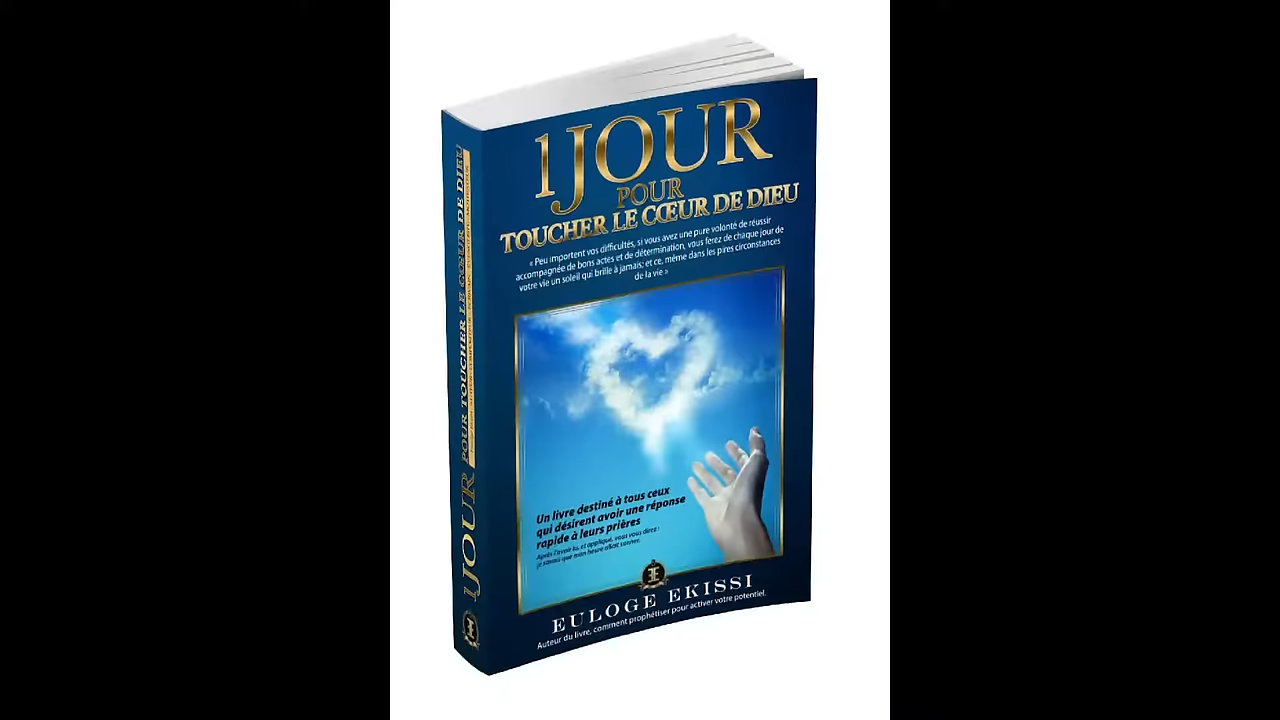 1 JOUR
POUR
TOUCHER LE CŒUR DE DIEU
« Peu importent vos difficultés, si vous avez une pure volonté de réussir
accompagnée de bons actes et de détermination, vous ferez de chaque jour de
votre vie un soleil qui brille à jamais; et ce, même dans les pires circonstances
de la vie »
Un livre destiné à tous ceux
qui désirent avoir une réponse
rapide à leurs prières
Après l'avoir lu, et appliqué, vous vous direz :
je savais que mon heure allait sonner.
EULOGE EKISSI
Auteur du livre, comment prophétiser pour activer votre potentiel.
1 JOUR POUR TOUCHER LE CŒUR DE DIEU